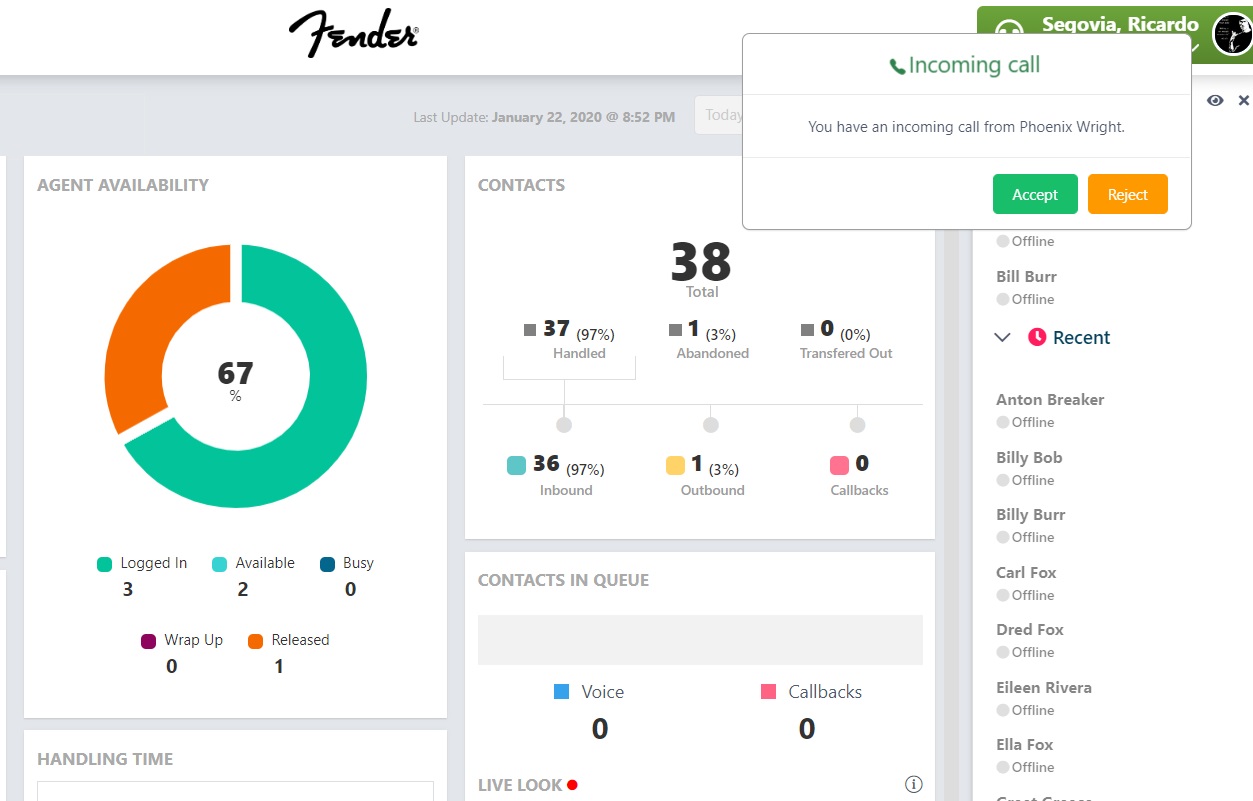 Fender
Segovia, Ricardo
Incoming call
You have an incoming call from Phoenix Wright.
Accept
Reject
Last Update: January 22, 2020 @ 8:52 PM
Today
AGENT AVAILABILITY
67
%
Logged In
3
Available
2
Busy
0
Wrap Up
0
Released
1
HANDLING TIME
CONTACTS
38
Total
37 (97%)
Handled
1 (3%)
Abandoned
0 (0%)
Transfered Out
36 (97%)
Inbound
1 (3%)
Outbound
0
Callbacks
CONTACTS IN QUEUE
Voice
0
Callbacks
0
LIVE LOOK
Offline
Bill Burr
Offline
Recent
Anton Breaker
Offline
Billy Bob
Offline
Billy Burr
Offline
Carl Fox
Offline
Dred Fox
Offline
Eileen Rivera
Offline
Ella Fox
Offline